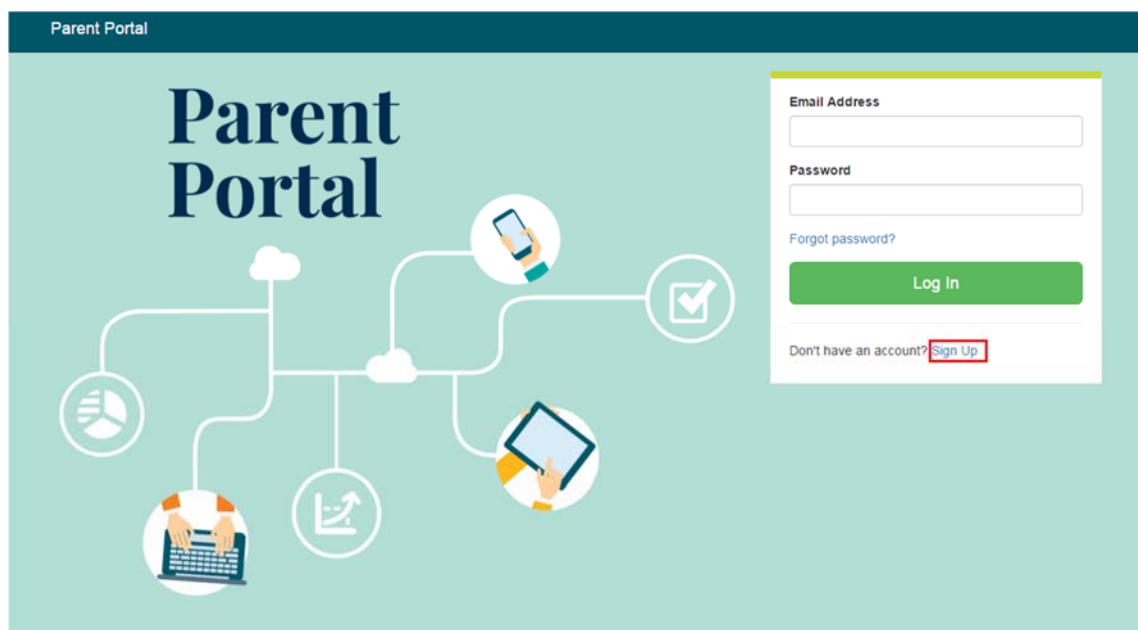 Parent Portal
Parent
Portal
Email Address
Password
Forgot password?
Log In
Don't have an account? Sign Up